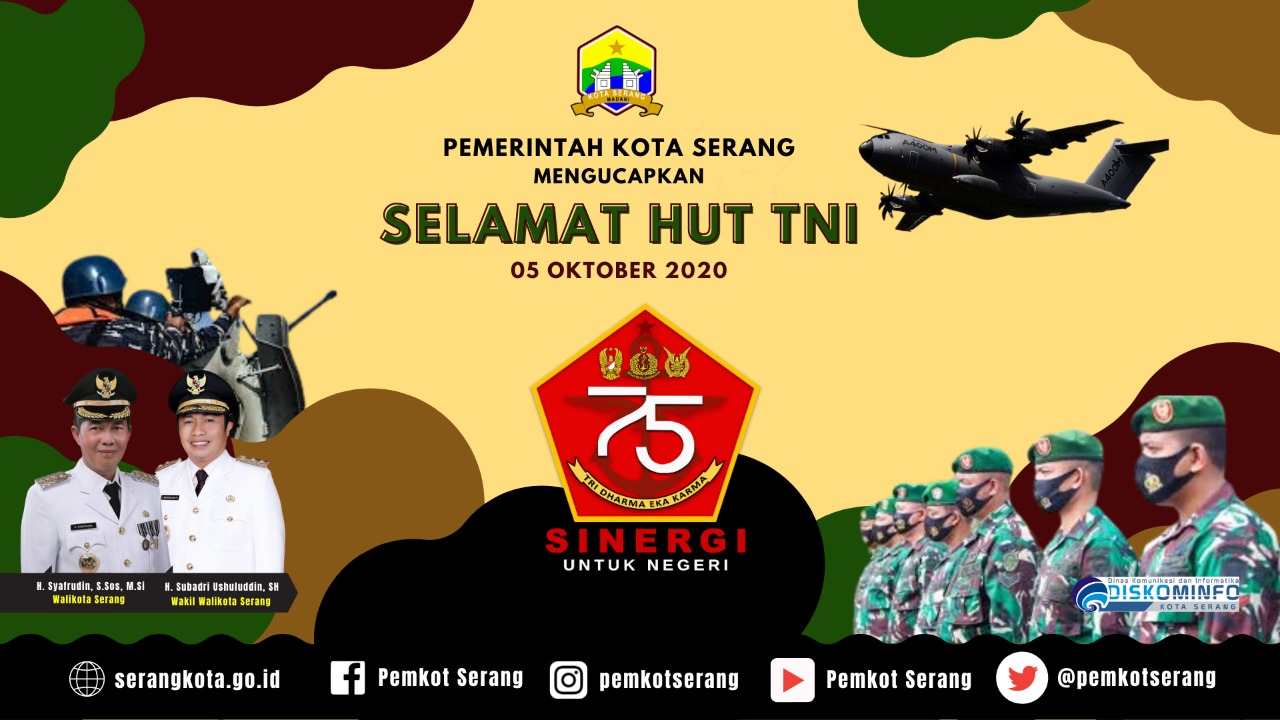 KOTA SERANG
MADANI
PEMERINTAH KOTA SERANG
MENGUCAPKAN
SELAMAT HUT TNI
05 OKTOBER 2020
A400M
A400M
75
TRI DHARMA EKA KARMA
SINERGI
UNTUK NEGERI
H. Syafrudin, S.Sos, M.Si
Walikota Serang
H. Subadri Ushuluddin, SH
Wakil Walikota Serang
Dinas Komunikasi dan Informatika
DISKOMINFO
KOTA SERANG
serangkota.go.id
Pemkot Serang
pemkotserang
Pemkot Serang
@pemkotserang